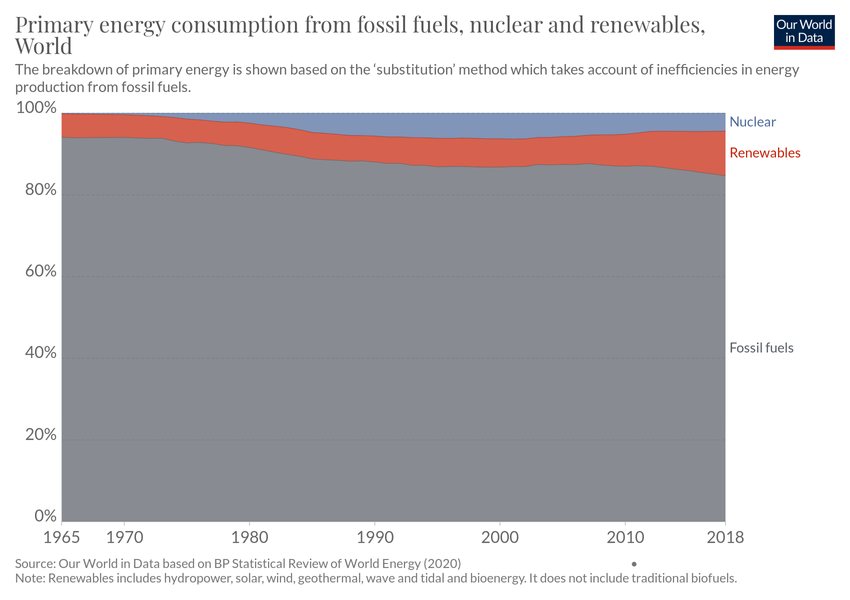 Primary energy consumption from fossil fuels, nuclear and renewables,
World
Our World
in Data
The breakdown of primary energy is shown based on the ‘substitution’ method which takes account of inefficiencies in energy
production from fossil fuels.
100%
Nuclear
Renewables
80%
60%
40%
Fossil fuels
20%
0%
1965 1970 1980 1990 2000 2010 2018
Source: Our World in Data based on BP Statistical Review of World Energy (2020) •
Note: Renewables includes hydropower, solar, wind, geothermal, wave and tidal and bioenergy. It does not include traditional biofuels.